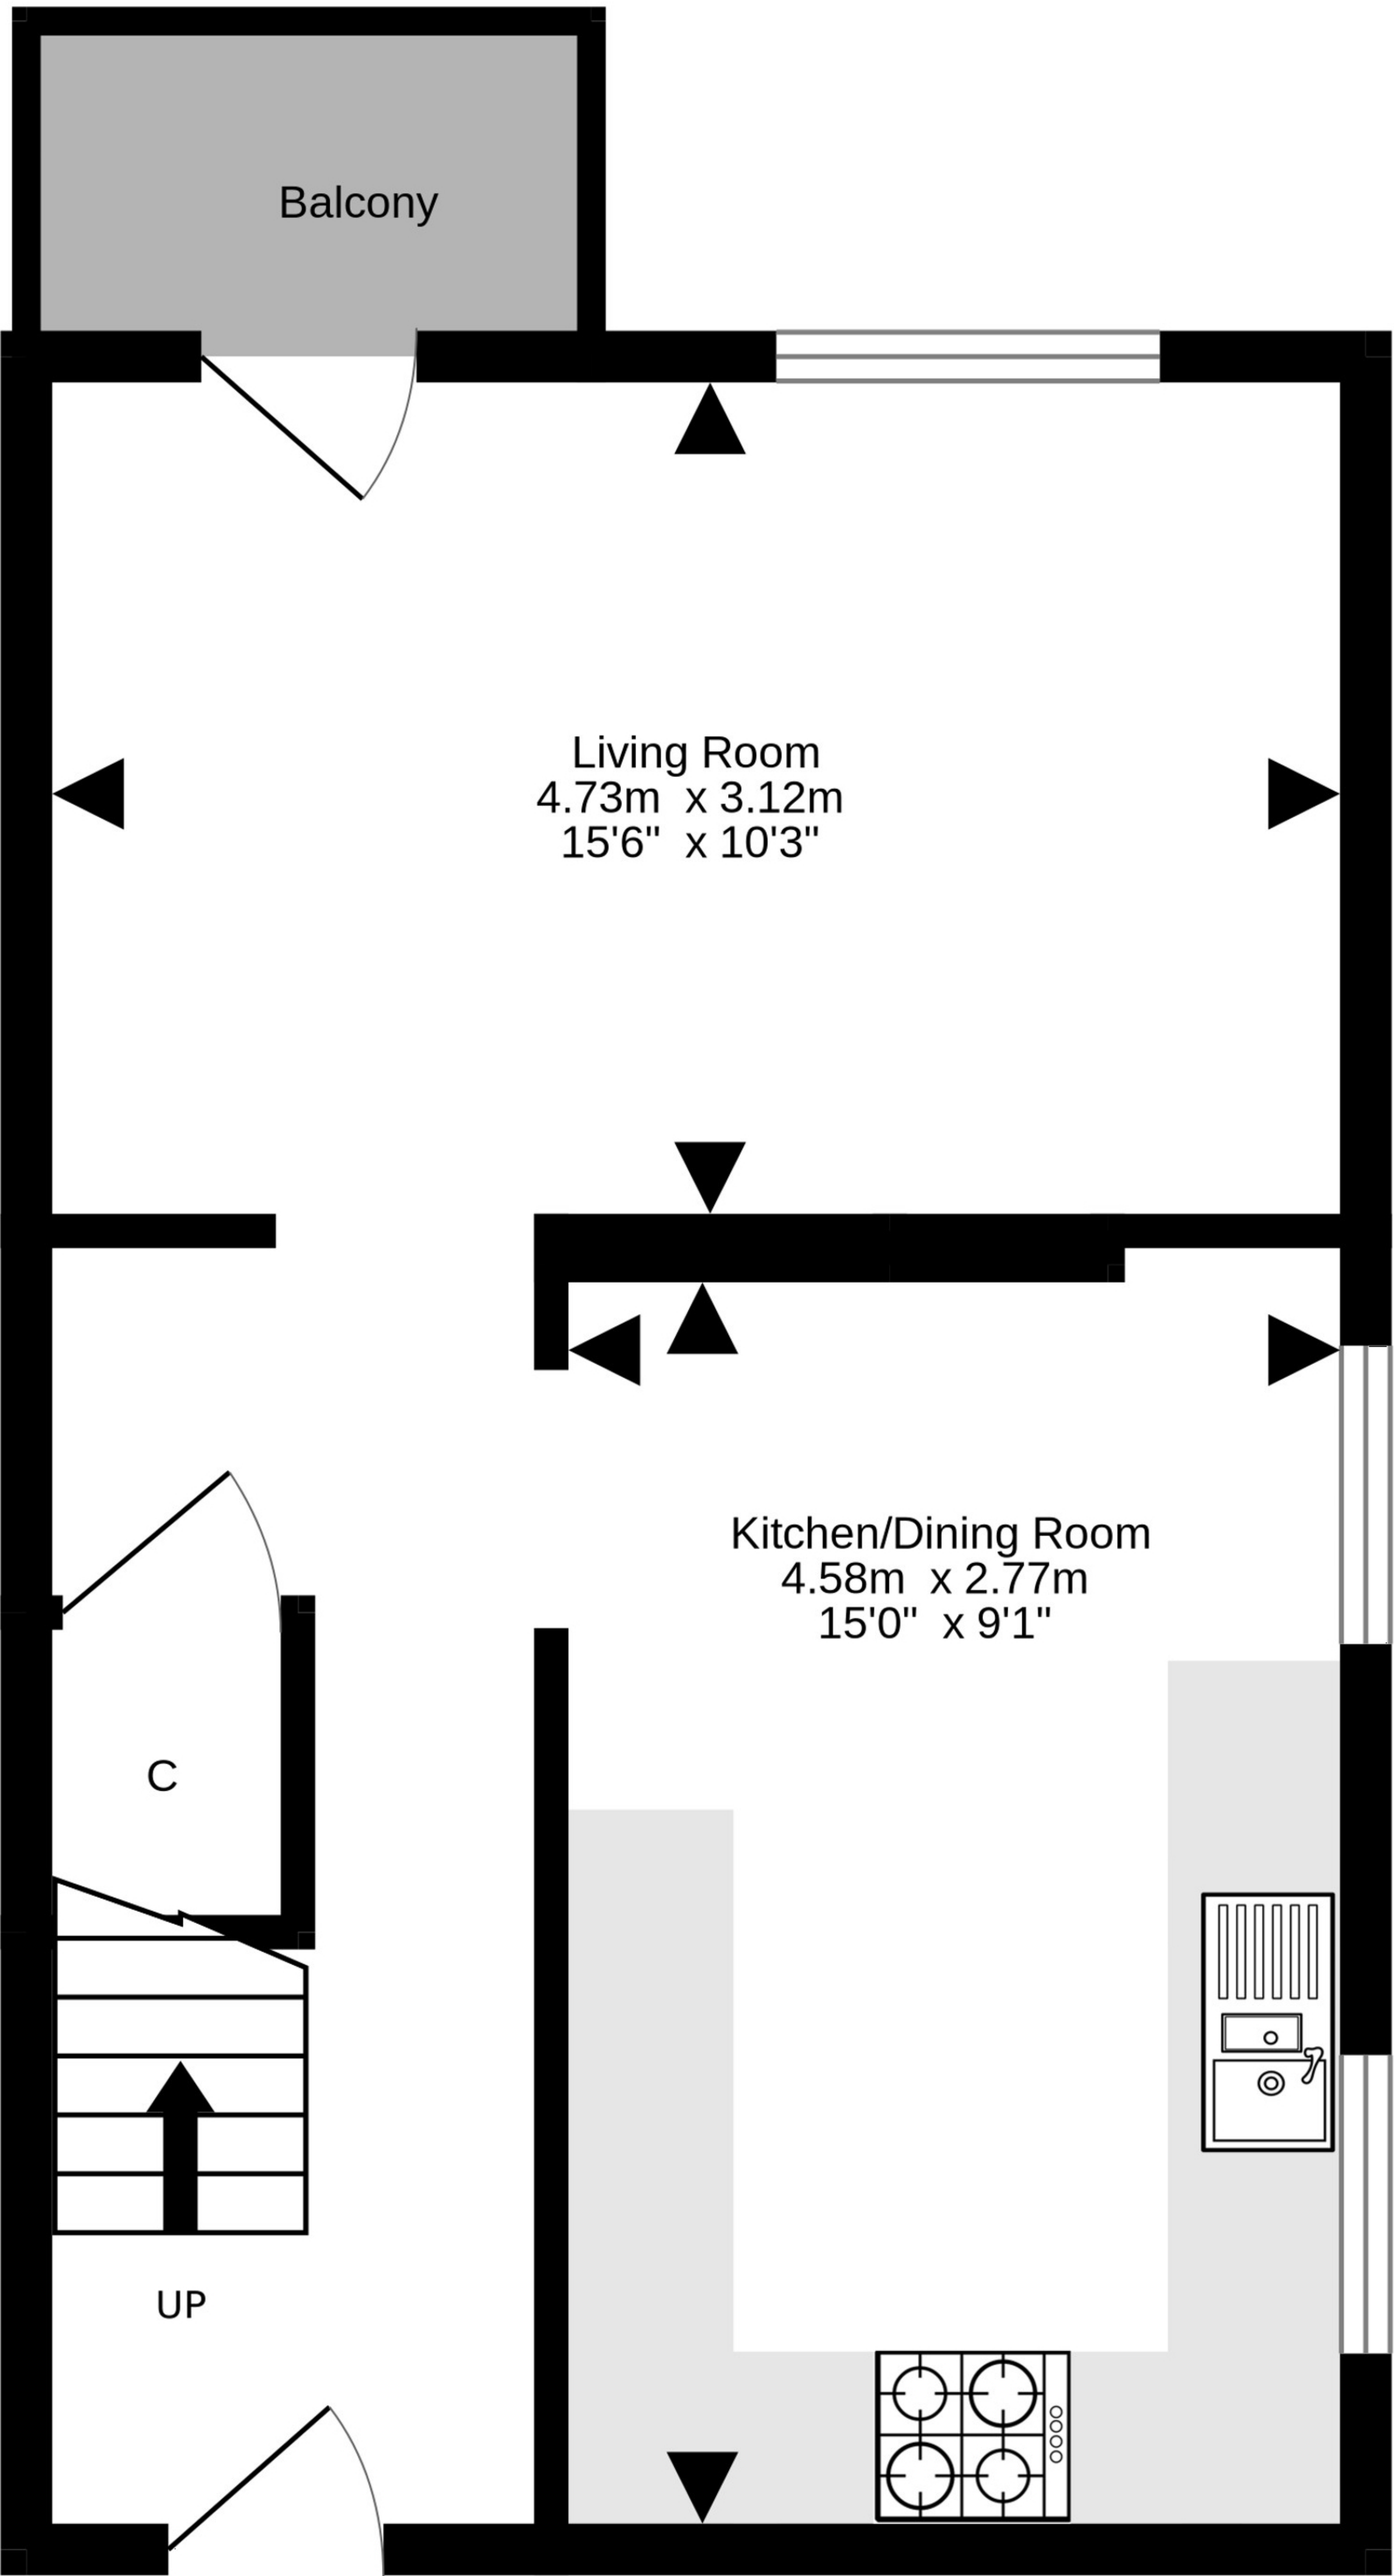 Balcony
Living Room
4.73m x 3.12m
15'6" x 10'3"
Kitchen/Dining Room
4.58m x 2.77m
15'0" x 9'1"
C
UP